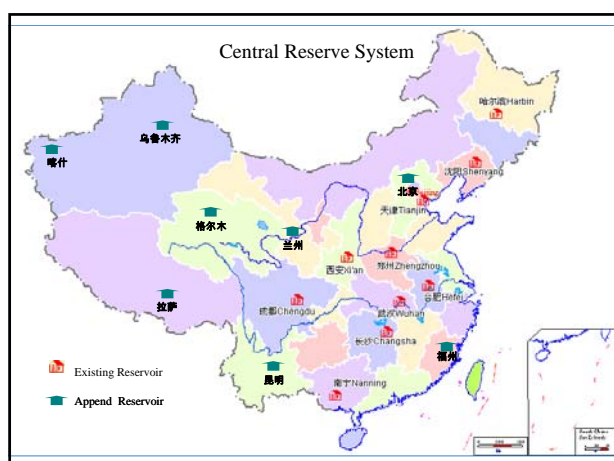 Central Reserve System
哈尔滨Harbin
乌鲁木齐
喀什
沈阳Shenyang
北京
天津Tianjin
格尔木
兰州
西安Xi'an
郑州Zhengzhou
拉萨
成都Chengdu
武汉Wuhan
合肥Hefei
长沙Changsha
福州
昆明
南宁Nanning
Existing Reservoir
Append Reservoir